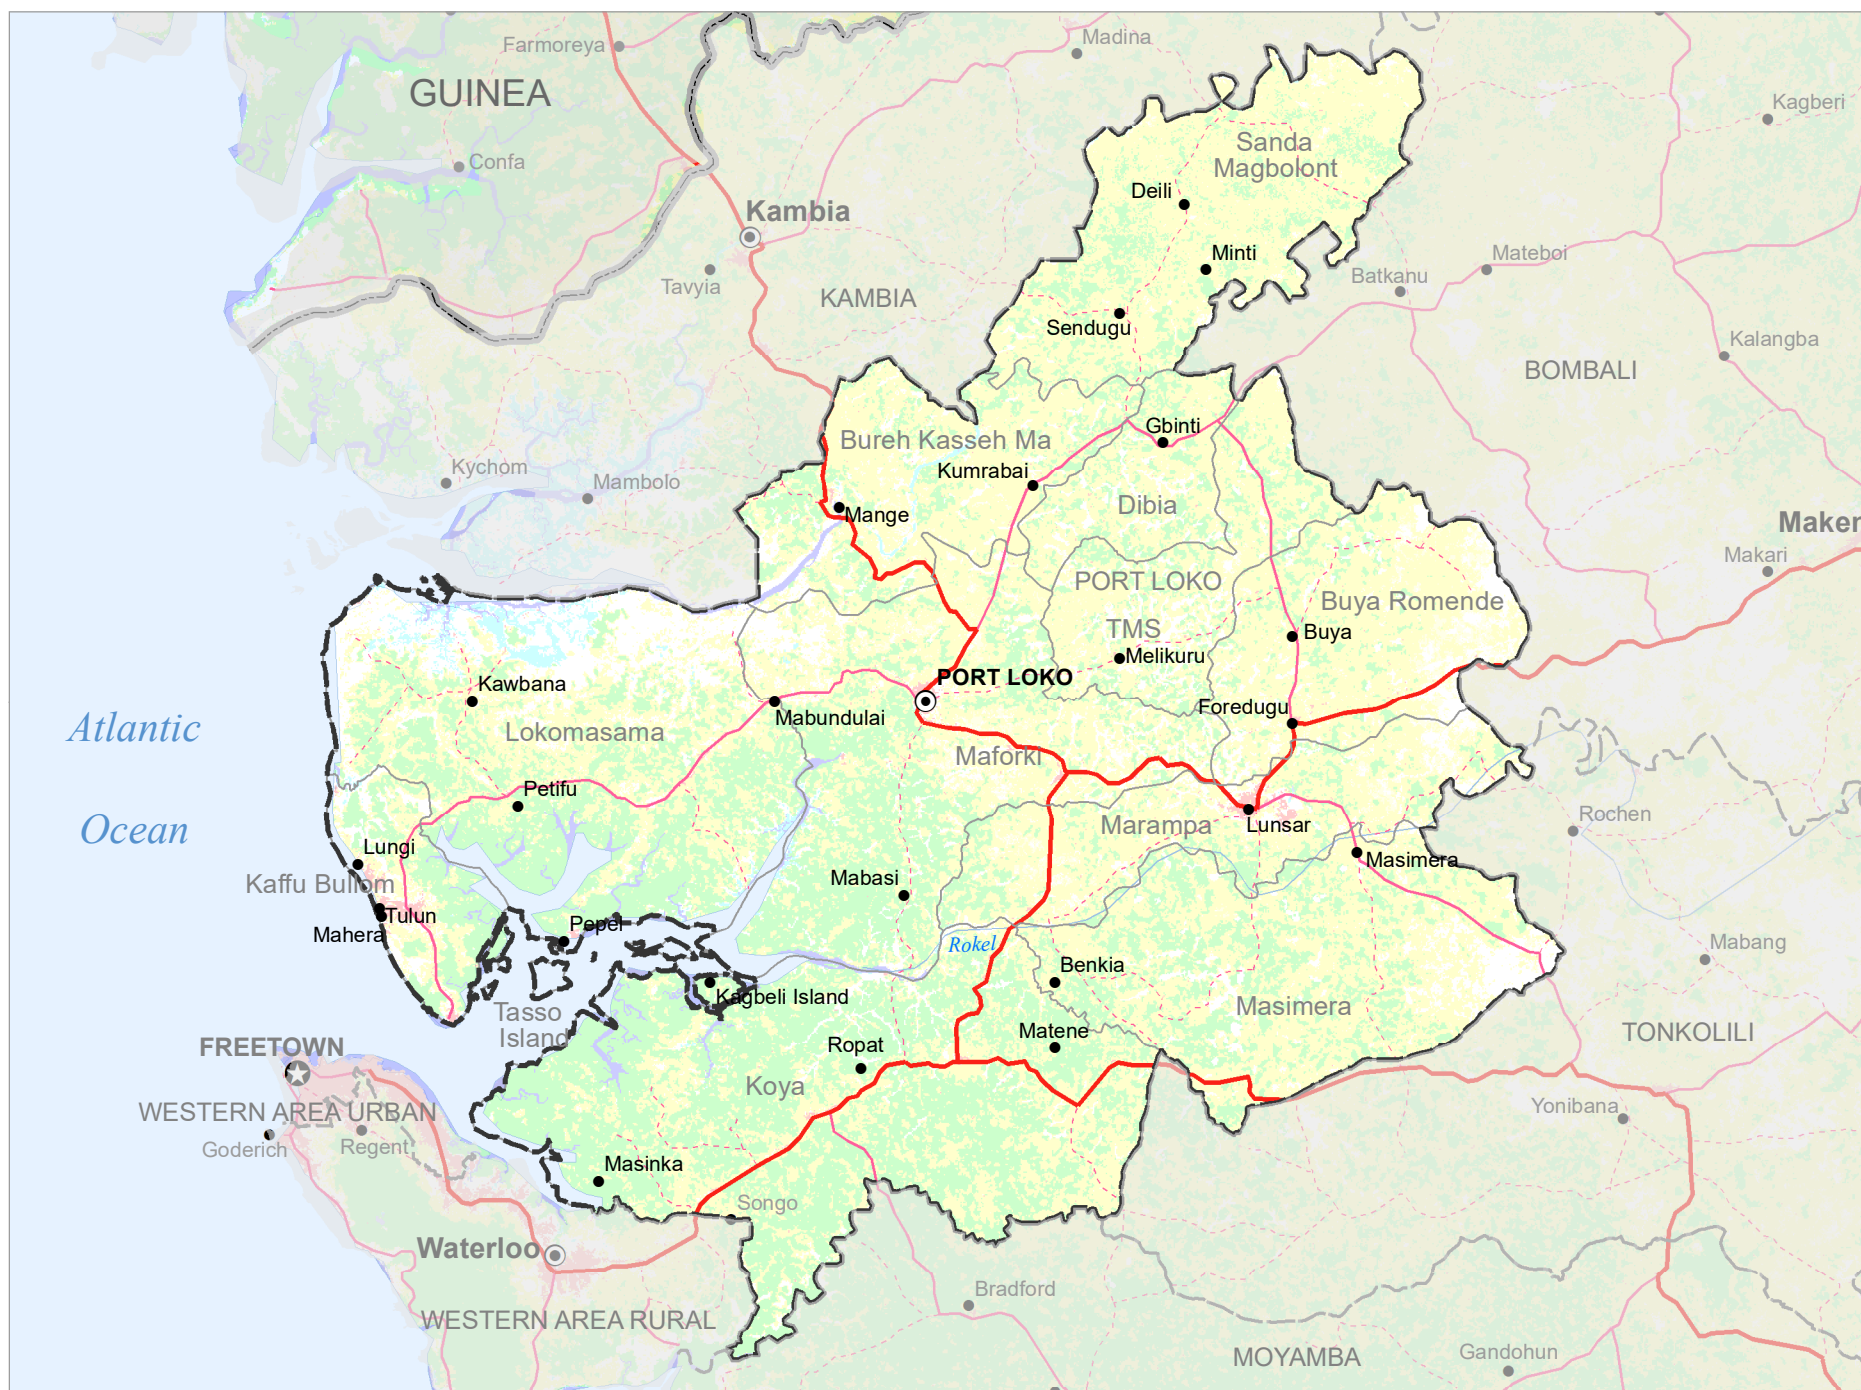 Madina
Farmoreya
GUINEA
Kagberi
Sanda
Magbolont
Confa
Deili
Kambia
Minti
Mateboi
Tavyia
Batkanu
KAMBIA
Sendugu
Kalangba
BOMBALI
Gbinti
Bureh Kasseh Ma
Kychom
Kumrabai
Mambolo
Dibia
Mange
Maken
Makari
PORT LOKO
Buya Romende
TMS
Buya
Melikuru
PORT LOKO
Kawbana
Foredugu
Mabundulai
Atlantic
Lokomasama
Maforki
Petifu
Rochen
Ocean
Marampa
Lunsar
Lungi
Masimera
Kaffu Bullom
Mabasi
Tulun
Pepel
Mahera
Rokel
Mabang
Benkia
Kagbeli Island
Masimera
Tasso
Island
Matene
TONKOLILI
FREETOWN
Ropat
Koya
WESTERN AREA URBAN
Yonibana
Goderich
Regent
Masinka
Songo
Waterloo
Bradford
WESTERN AREA RURAL
MOYAMBA
Gandohun